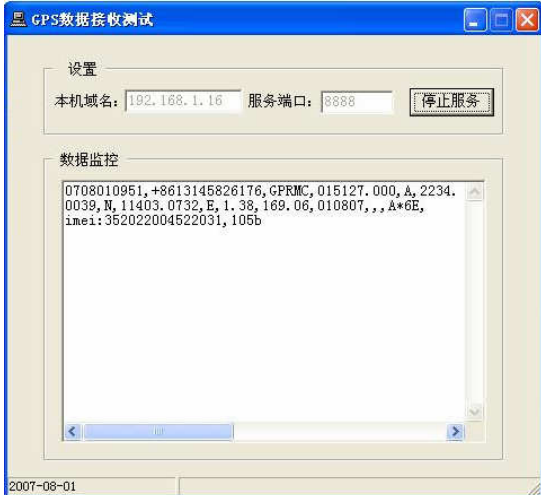 GPS数据接收测试
设置
本机域名: 192.168.1.16 服务端口: 8888 停止服务
数据监控
0708010951,+8613145826176,GPRMC,015127.000,A,2234.
0039,N,11403.0732,E,1.38,169.06,010807,,,A*6E,
imei:352022004522031,105b
2007-08-01